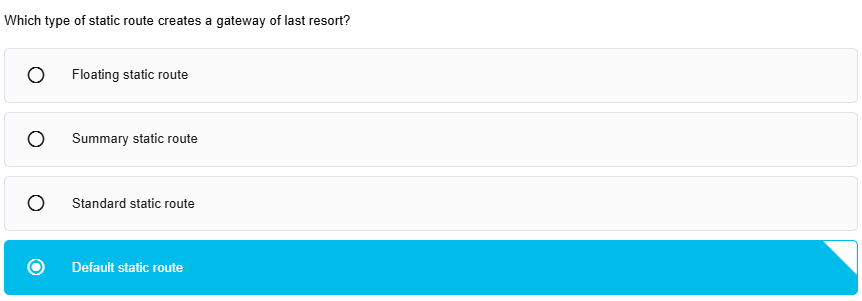 Which type of static route creates a gateway of last resort?
Floating static route
Summary static route
Standard static route
Default static route